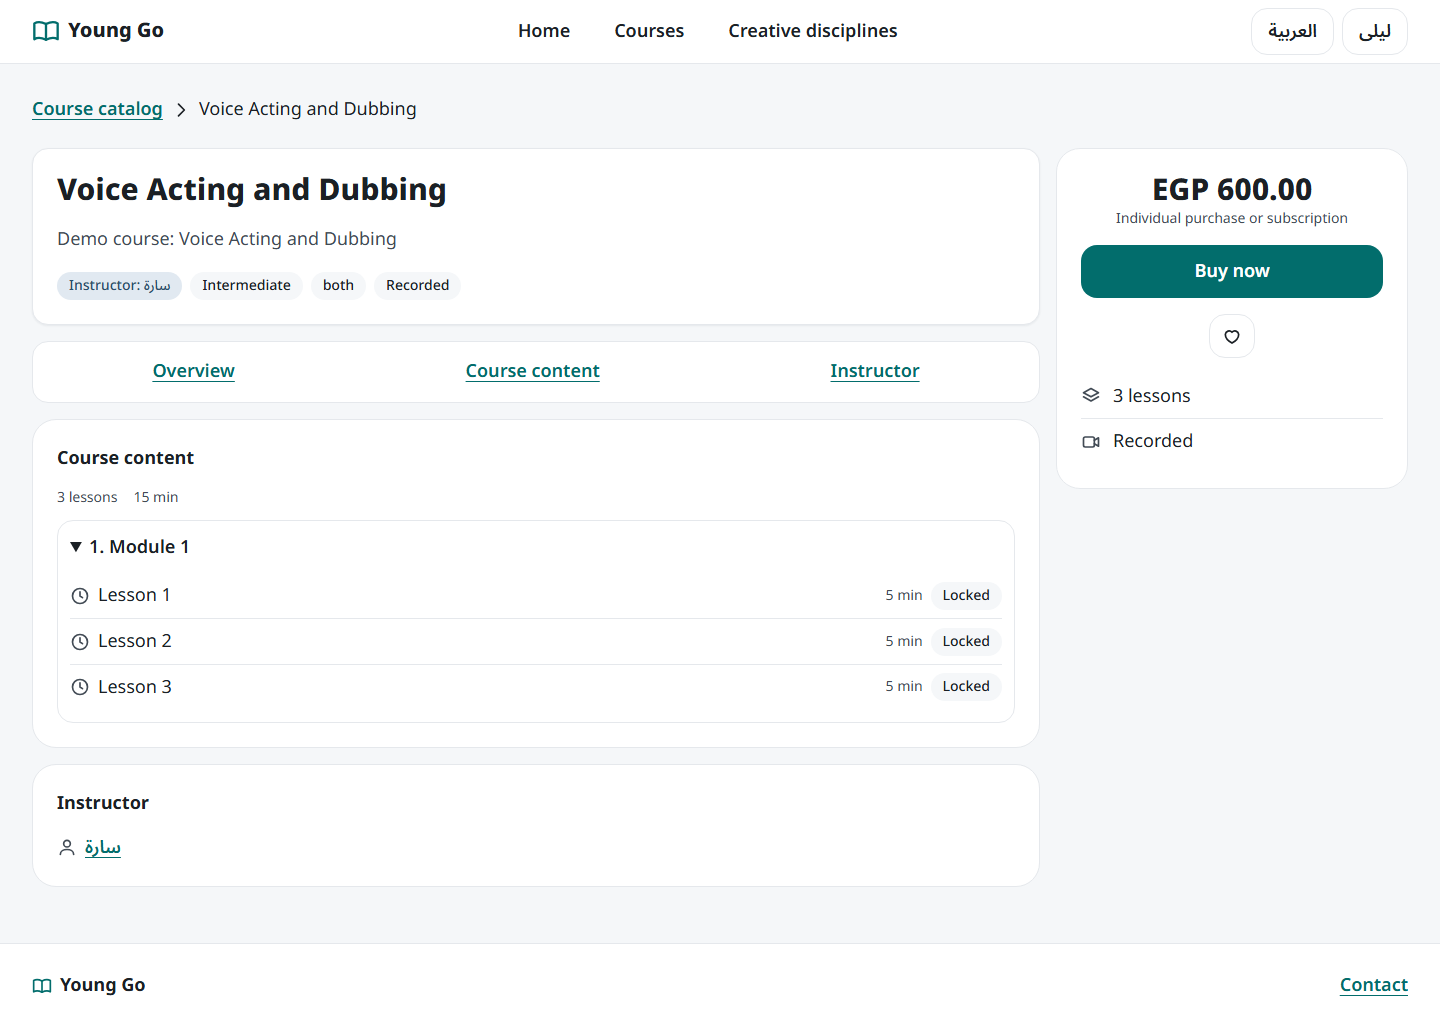 Young Go
Home Courses Creative disciplines
العربية ليلى
Course catalog Voice Acting and Dubbing
Voice Acting and Dubbing
Demo course: Voice Acting and Dubbing
Instructor: سارة Intermediate both Recorded
EGP 600.00
Individual purchase or subscription
Buy now
3 lessons
Recorded
Overview Course content Instructor
Course content
3 lessons 15 min
1. Module 1
Lesson 1 5 min Locked
Lesson 2 5 min Locked
Lesson 3 5 min Locked
Instructor
سارة
Young Go
Contact